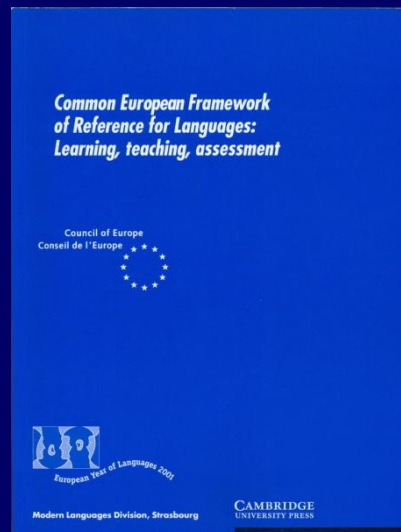 Common European Framework
of Reference for Languages:
Learning, teaching, assessment
Council of Europe
Conseil de l'Europe
European Year of Languages 2001
Modern Languages Division, Strasbourg
CAMBRIDGE
UNIVERSITY PRESS